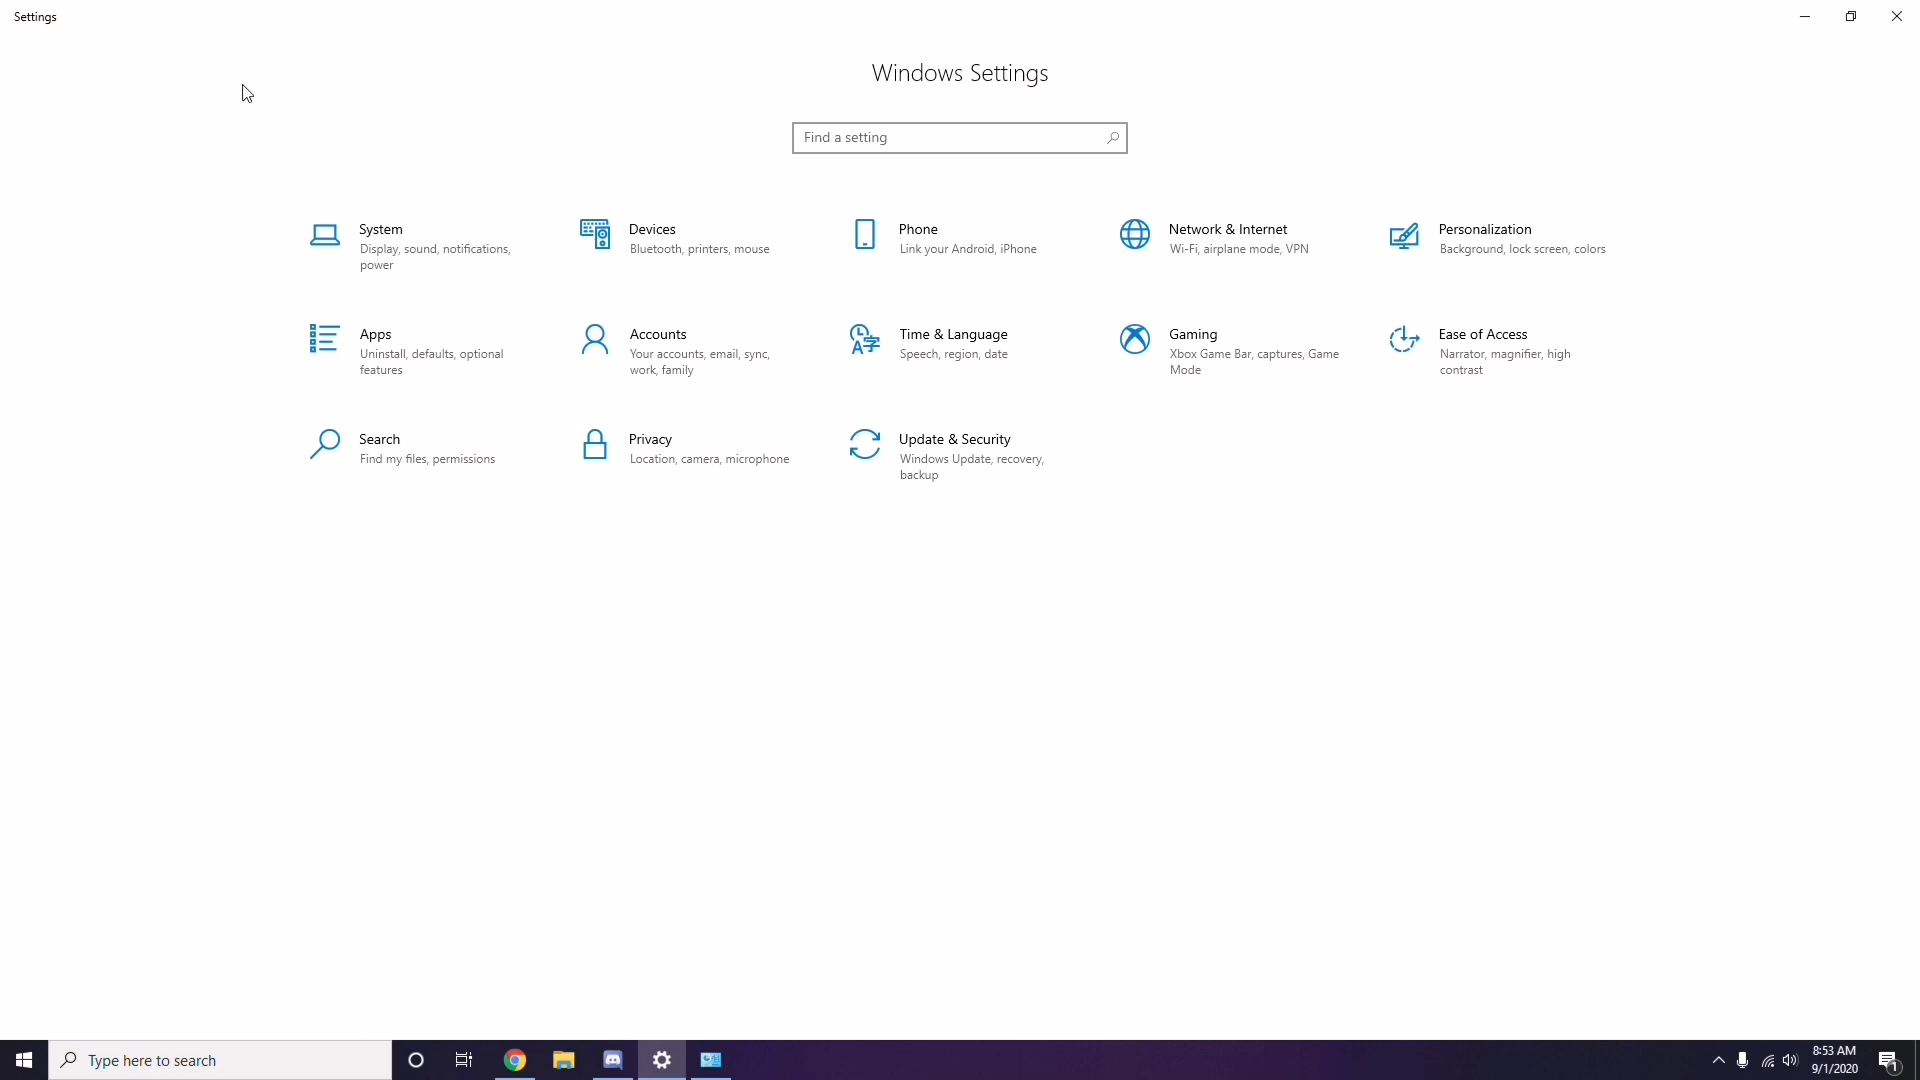 Settings
Windows Settings
Find a setting
System
Display, sound, notifications,
power
Devices
Bluetooth, printers, mouse
Phone
Link your Android, iPhone
Network & Internet
Wi-Fi, airplane mode, VPN
Personalization
Background, lock screen, colors
Apps
Uninstall, defaults, optional
features
Accounts
Your accounts, email, sync,
work, family
Time & Language
Speech, region, date
Gaming
Xbox Game Bar, captures, Game
Mode
Ease of Access
Narrator, magnifier, high
contrast
Search
Find my files, permissions
Privacy
Location, camera, microphone
Update & Security
Windows Update, recovery,
backup
Type here to search
8:53 AM
9/1/2020
1